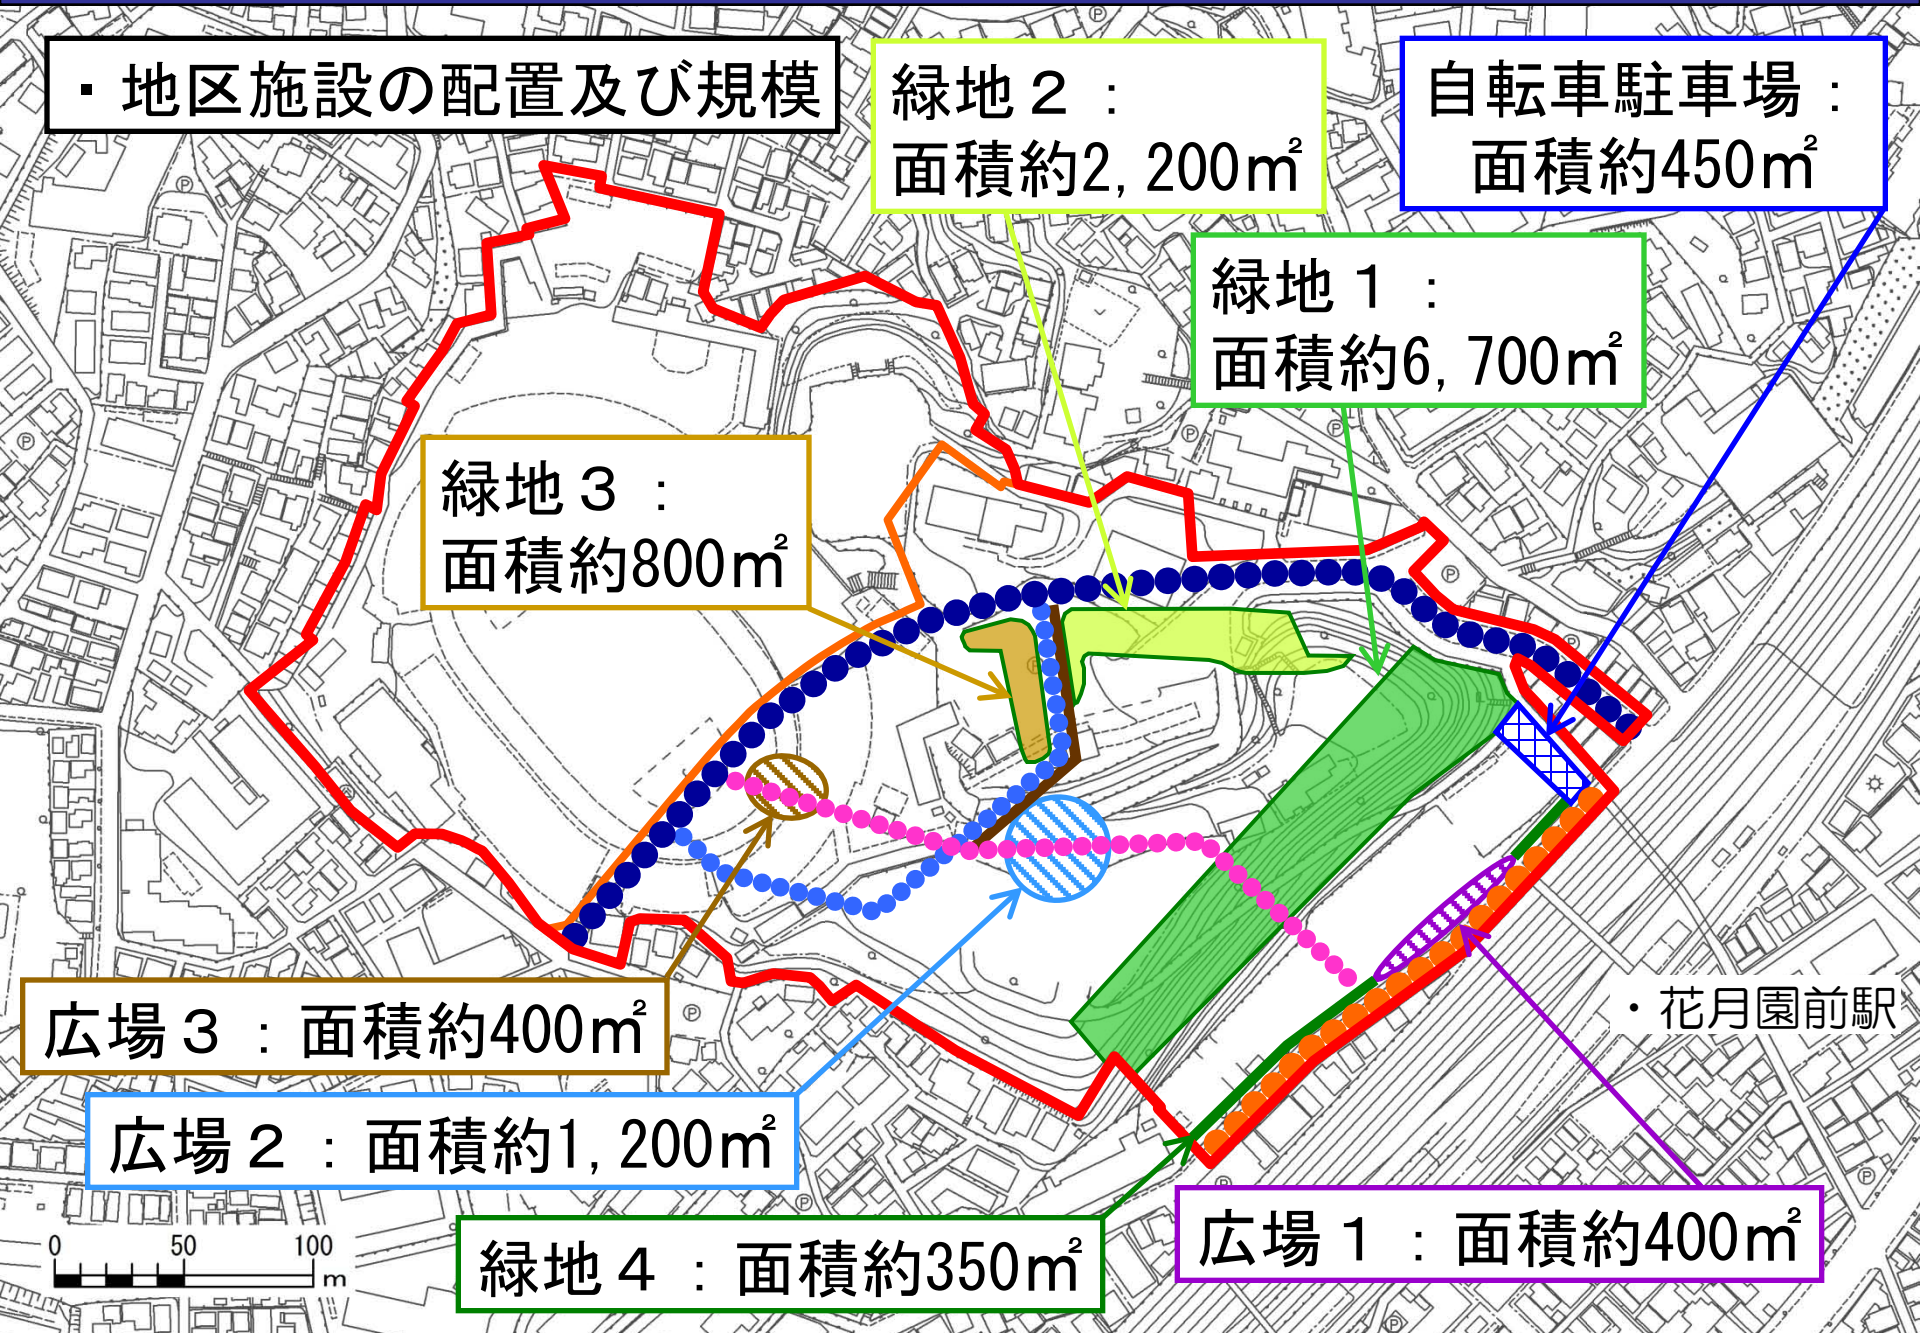 ・地区施設の配置及び規模
緑地２：
面積約2,200㎡
自転車駐車場：
面積約450㎡
緑地１：
面積約6,700㎡
緑地３：
面積約800㎡
・花月園前駅
広場３：面積約400㎡
広場２：面積約1,200㎡
広場１：面積約400㎡
緑地４：面積約350㎡
0 50 100
m